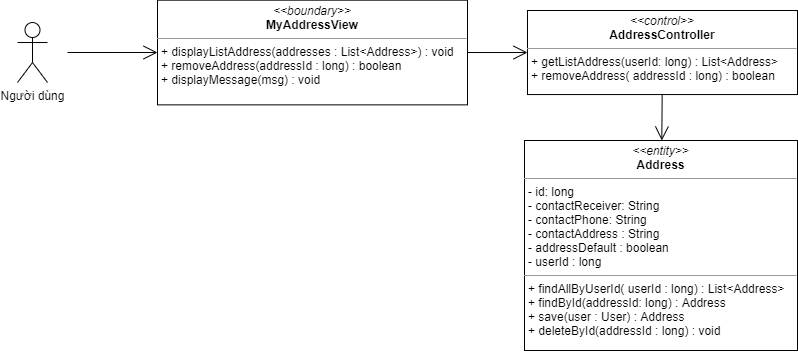 <<boundary>>
MyAddressView
+ displayListAddress(addresses : List<Address>) : void
+ removeAddress(addressId : long) : boolean
+ displayMessage(msg) : void
Người dùng
<<control>>
AddressController
+ getListAddress(userId: long) : List<Address>
+ removeAddress( addressId : long) : boolean
<<entity>>
Address
- id: long
- contactReceiver: String
- contactPhone: String
- contactAddress : String
- addressDefault : boolean
- userId : long
+ findAllByUserId( userId : long) : List<Address>
+ findById(addressId: long) : Address
+ save(user : User) : Address
+ deleteById(addressId : long) : void